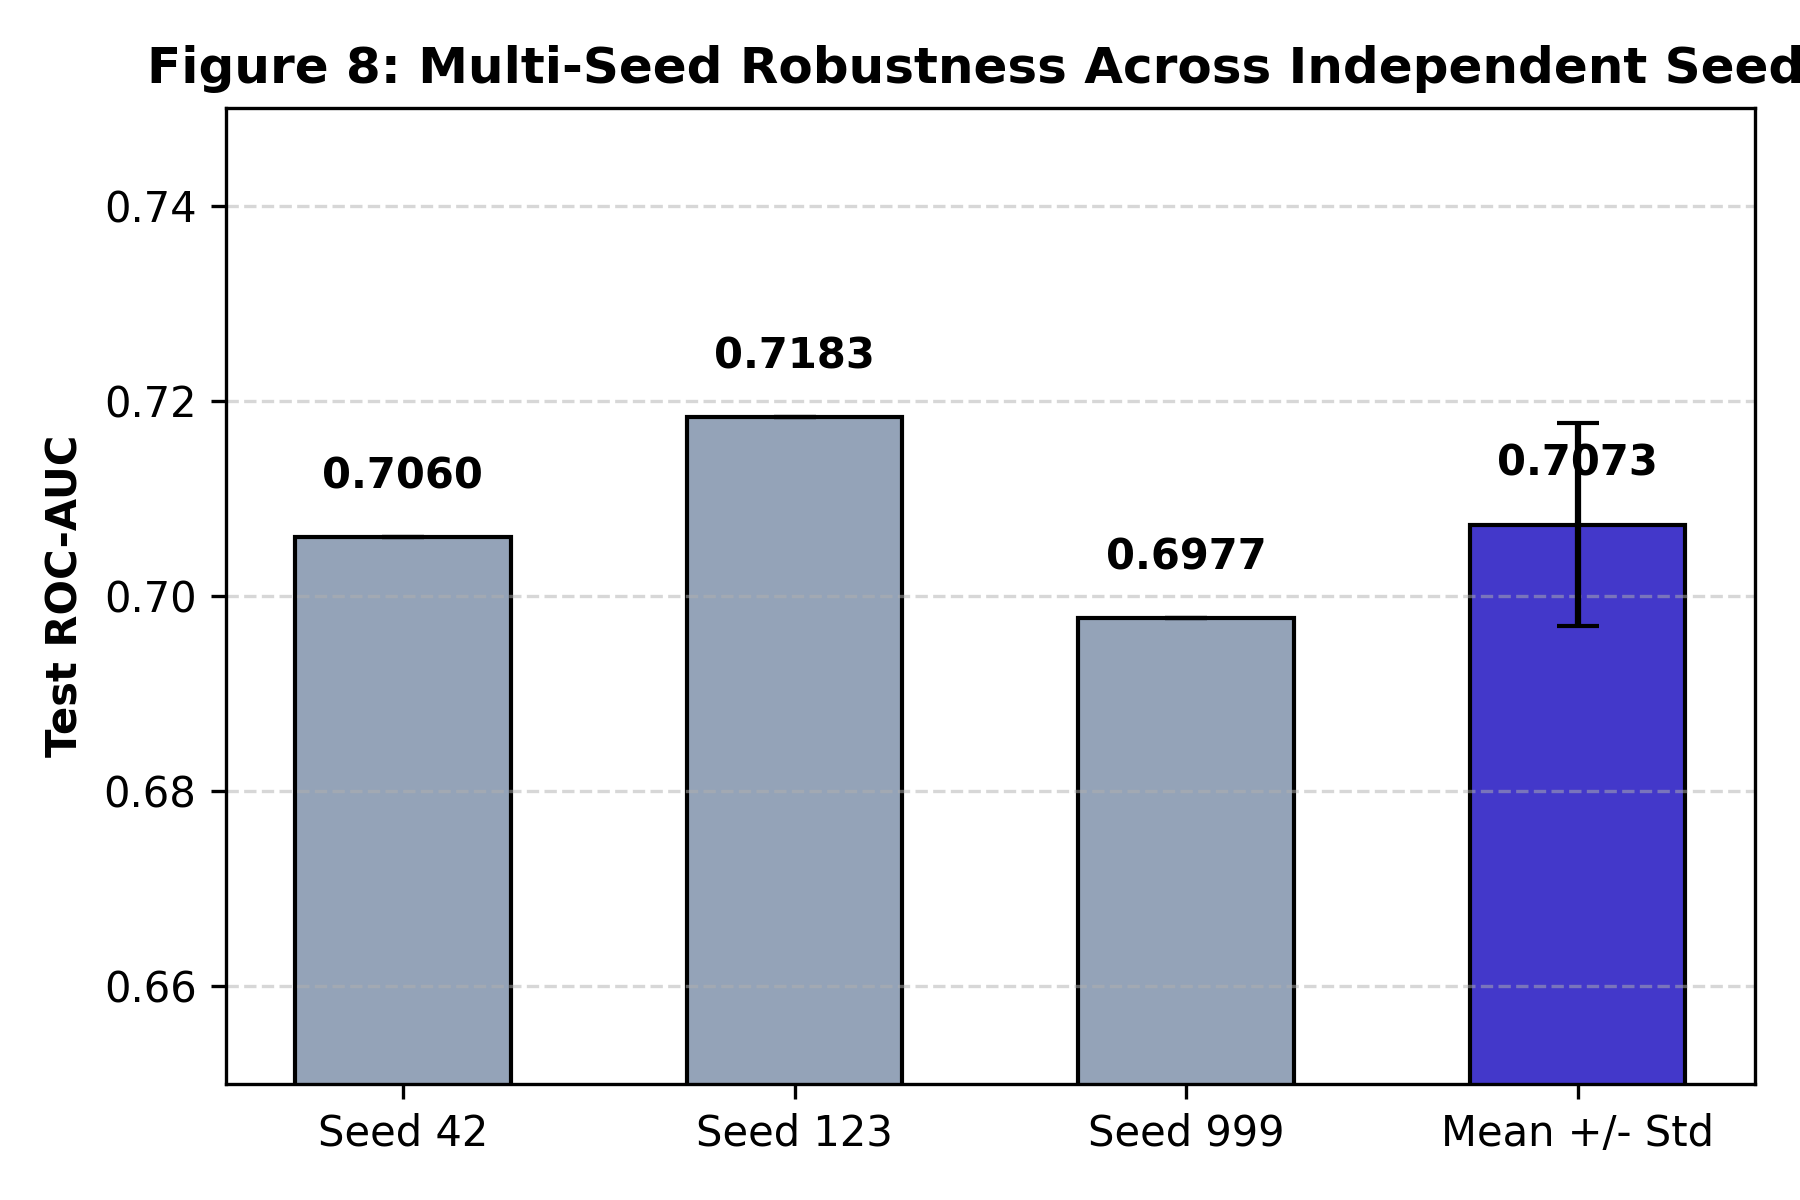 Figure 8: Multi-Seed Robustness Across Independent Seed
0.74
0.72
0.70
0.68
0.66
Test ROC-AUC
0.7060
0.7183
0.6977
0.7073
Seed 42
Seed 123
Seed 999
Mean +/- Std